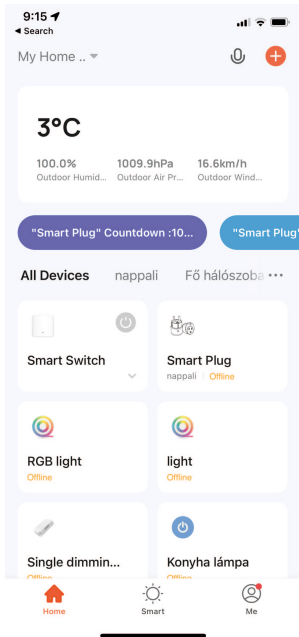 9:15
◀ Search
My Home ..
3°C
100.0% 1009.9hPa 16.6km/h
Outdoor Humid... Outdoor Air Pr... Outdoor Wind...
"Smart Plug" Countdown :10... "Smart Plug"
All Devices nappali Fő hálószoba ...
Smart Switch Smart Plug
nappali | Offline
RGB light light
Offline Offline
Single dimmin... Konyha lámpa
Offline Offline
Home Smart Me